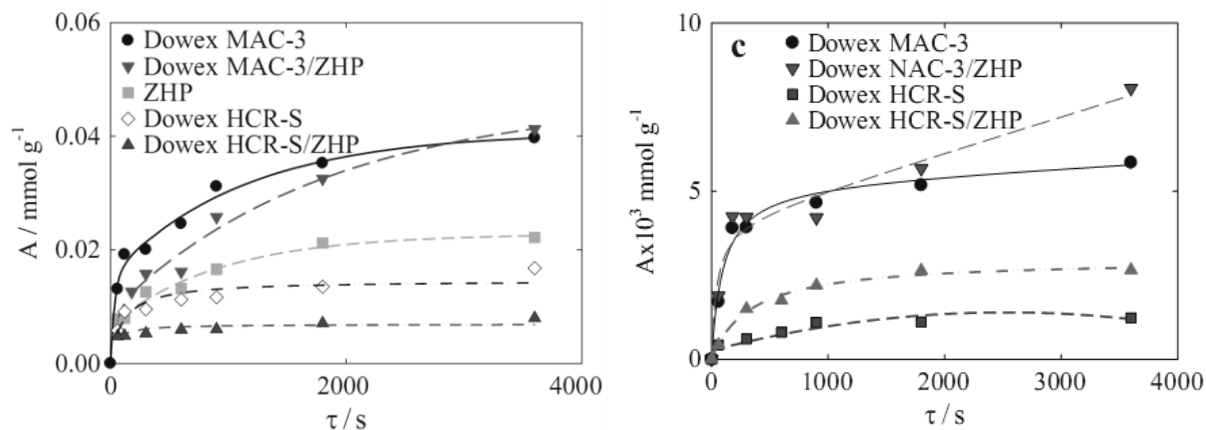 0.06
Dowex MAC-3
Dowex MAC-3/ZHP
ZHP
Dowex HCR-S
Dowex HCR-S/ZHP
0.04
0.02
0.00
A / mmol g⁻¹
0
2000
4000
τ / s
10
c
Dowex MAC-3
Dowex NAC-3/ZHP
Dowex HCR-S
Dowex HCR-S/ZHP
5
0
Ax10³ mmol g⁻¹
0
1000
2000
3000
4000
τ / s